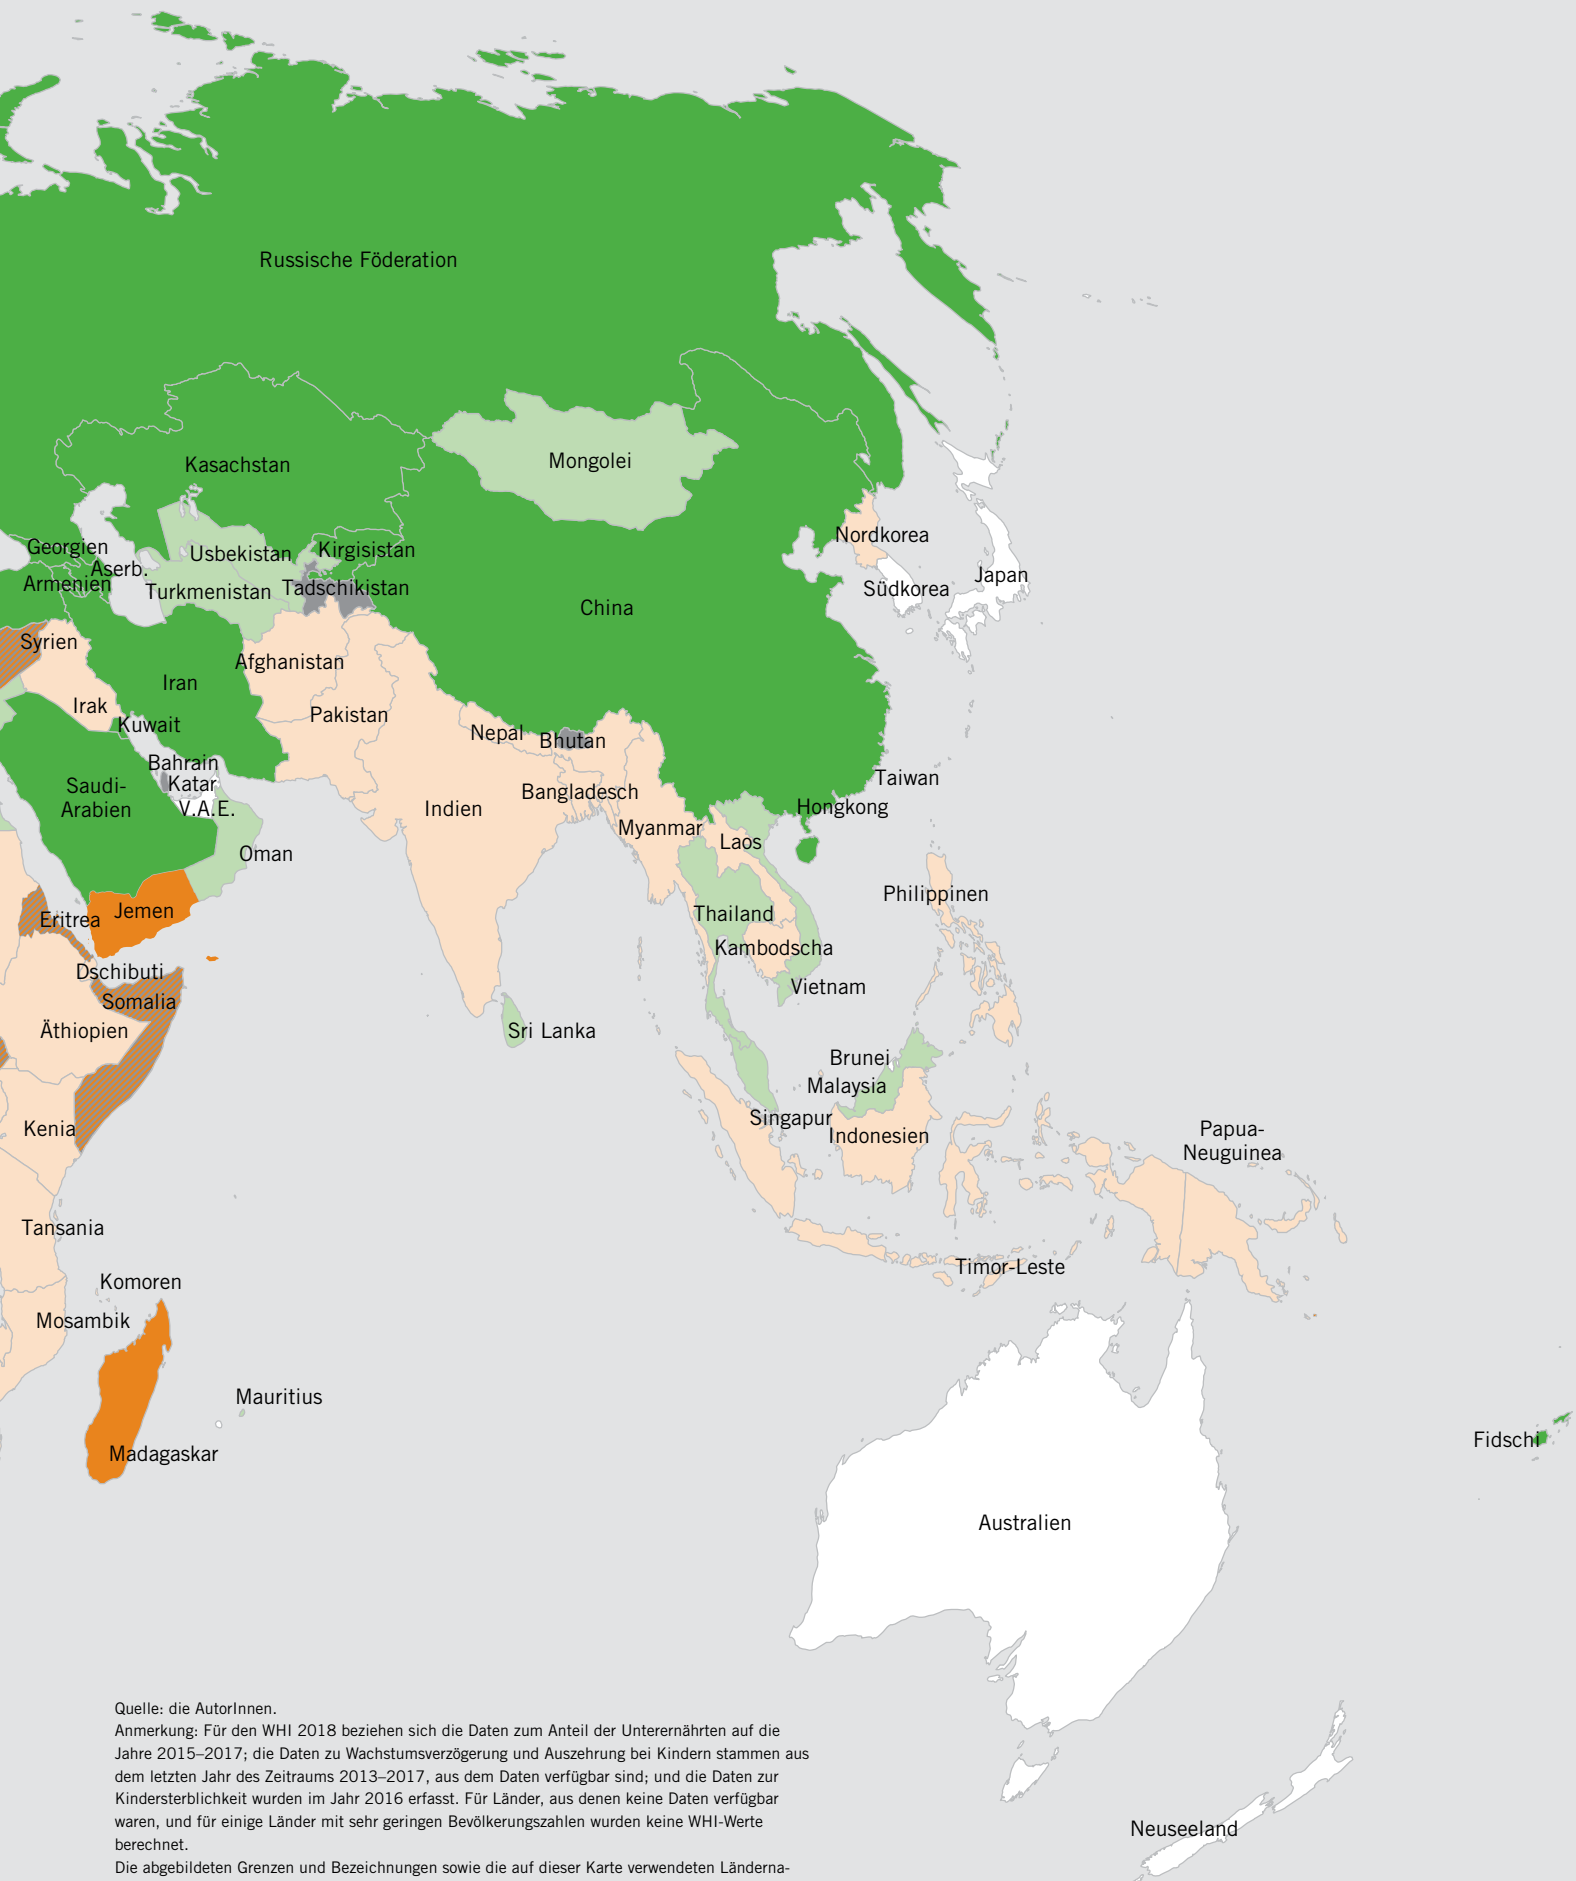 Russische Föderation
Kasachstan
Mongolei
Nordkorea
Georgien
Usbekistan
Kirgisistan
Aserb.
Armenien
Japan
Turkmenistan
Tadschikistan
Südkorea
China
Syrien
Afghanistan
Iran
Irak
Pakistan
Kuwait
Nepal
Bhutan
Bahrain
Taiwan
Katar
Saudi-
Arabien
Bangladesch
V.A.E.
Indien
Hongkong
Myanmar
Laos
Oman
Philippinen
Eritrea
Jemen
Thailand
Kambodscha
Dschibuti
Vietnam
Somalia
Äthiopien
Sri Lanka
Brunei
Malaysia
Singapur
Kenia
Indonesien
Papua-
Neuguinea
Tansania
Timor-Leste
Komoren
Mosambik
Mauritius
Madagaskar
Fidschi
Australien
Quelle: die AutorInnen.
Anmerkung: Für den WHI 2018 beziehen sich die Daten zum Anteil der Unterernährten auf die
Jahre 2015–2017; die Daten zu Wachstumsverzögerung und Auszehrung bei Kindern stammen aus
dem letzten Jahr des Zeitraums 2013–2017, aus dem Daten verfügbar sind; und die Daten zur
Kindersterblichkeit wurden im Jahr 2016 erfasst. Für Länder, aus denen keine Daten verfügbar
waren, und für einige Länder mit sehr geringen Bevölkerungszahlen wurden keine WHI-Werte
berechnet.
Die abgebildeten Grenzen und Bezeichnungen sowie die auf dieser Karte verwendeten Länderna-
Neuseeland